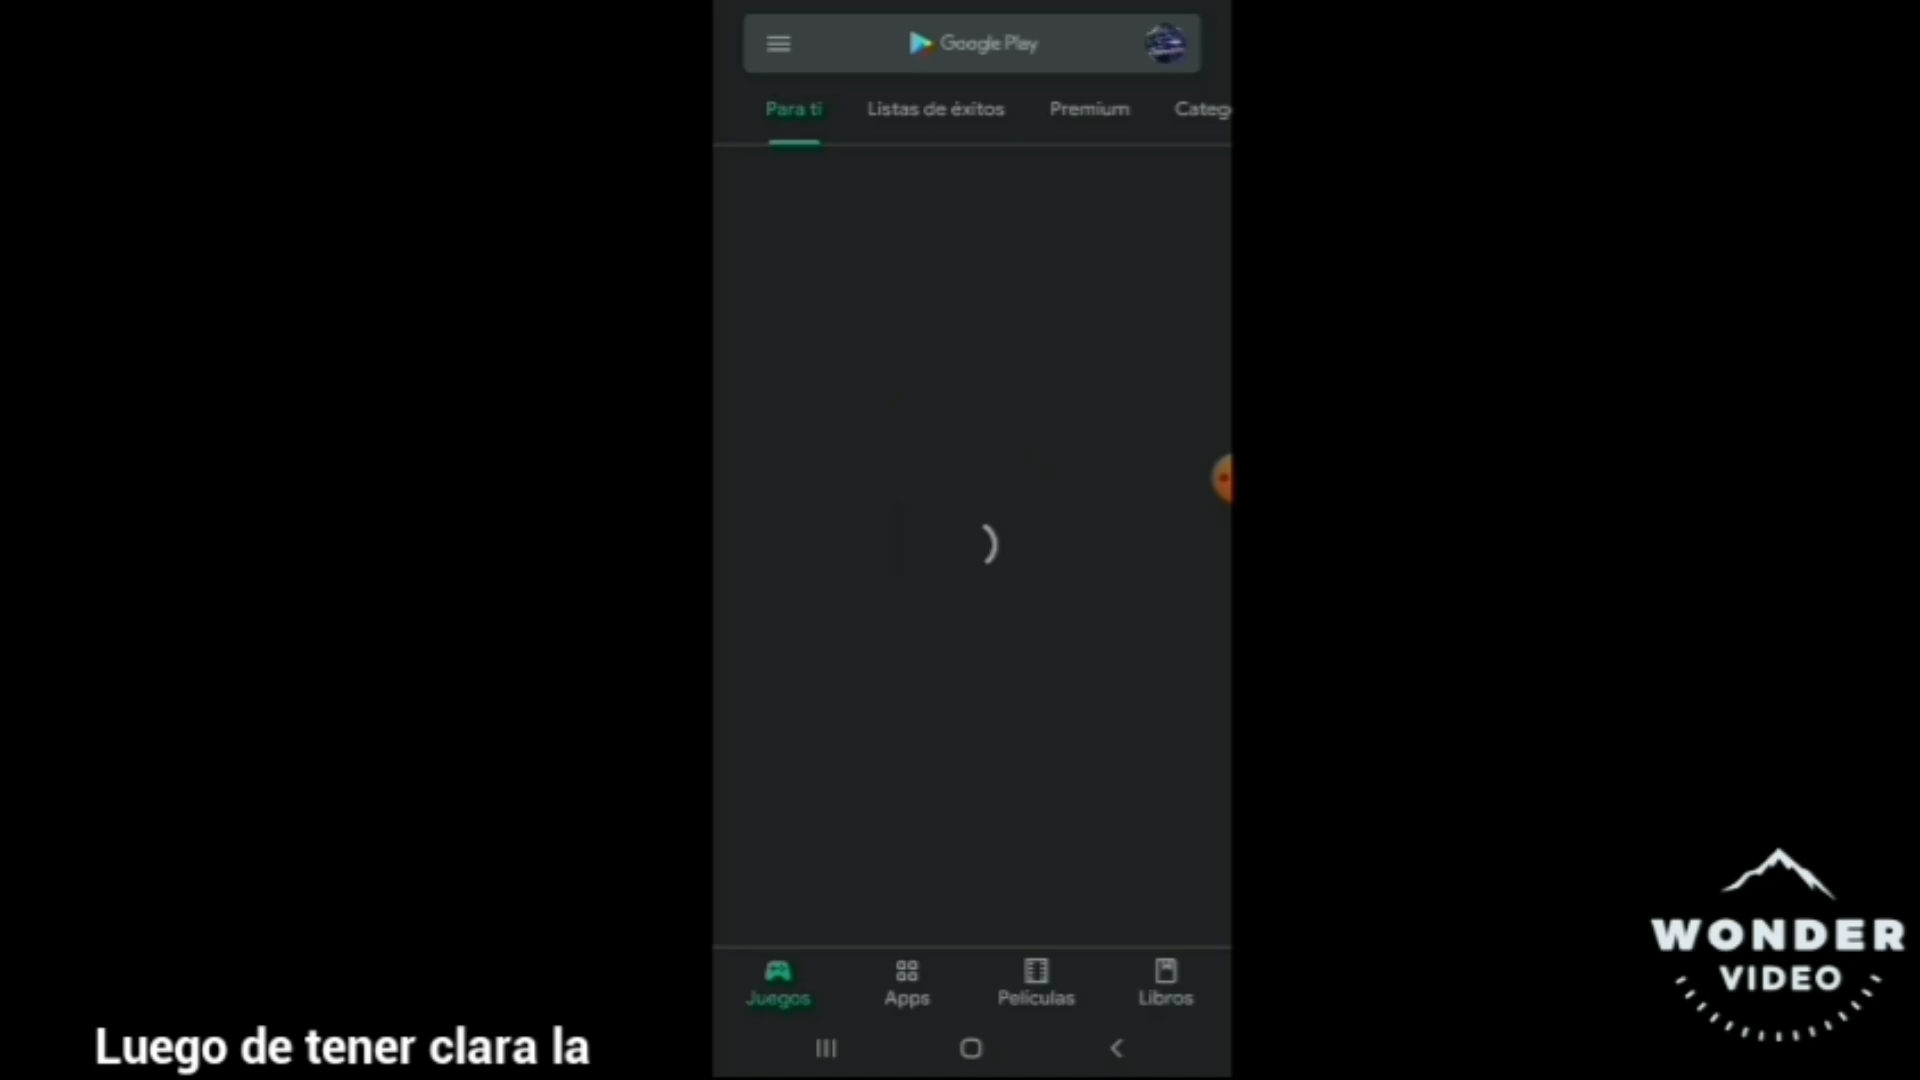 Google Play
Para ti
Listas de éxitos
Premium
Categ
Juegos
Apps
Películas
Libros
Luego de tener clara la
WONDER
VIDEO